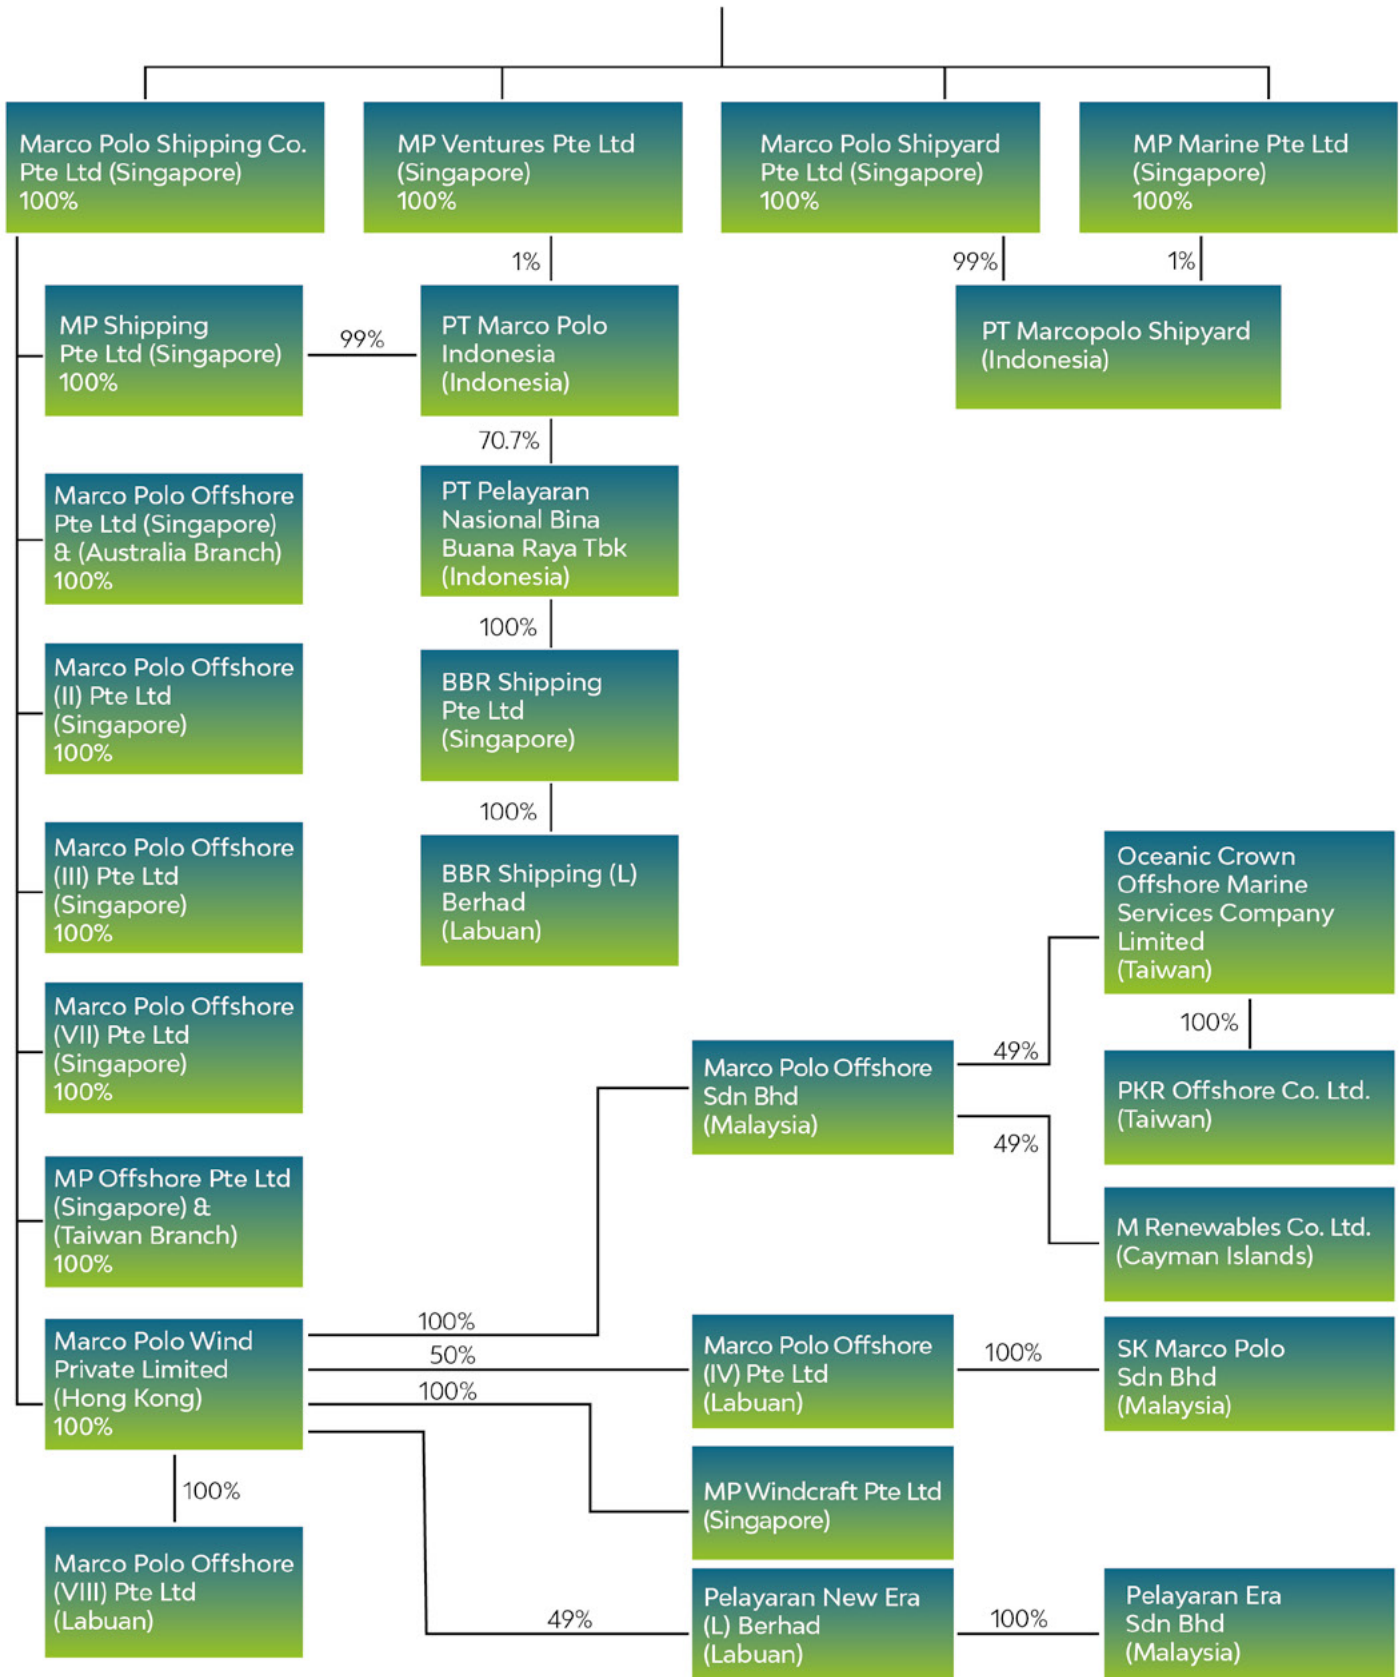 Marco Polo Shipping Co.
Pte Ltd (Singapore)
100%
MP Ventures Pte Ltd
(Singapore)
100%
Marco Polo Shipyard
Pte Ltd (Singapore)
100%
MP Marine Pte Ltd
(Singapore)
100%
1%
99%
1%
MP Shipping
Pte Ltd (Singapore)
100%
99%
PT Marco Polo
Indonesia
(Indonesia)
PT Marcopolo Shipyard
(Indonesia)
70.7%
Marco Polo Offshore
Pte Ltd (Singapore)
& (Australia Branch)
100%
PT Pelayaran
Nasional Bina
Buana Raya Tbk
(Indonesia)
100%
Marco Polo Offshore
(II) Pte Ltd
(Singapore)
100%
BBR Shipping
Pte Ltd
(Singapore)
100%
Marco Polo Offshore
(III) Pte Ltd
(Singapore)
100%
BBR Shipping (L)
Berhad
(Labuan)
Oceanic Crown
Offshore Marine
Services Company
Limited
(Taiwan)
100%
Marco Polo Offshore
(VII) Pte Ltd
(Singapore)
100%
Marco Polo Offshore
Sdn Bhd
(Malaysia)
49%
49%
PKR Offshore Co. Ltd.
(Taiwan)
MP Offshore Pte Ltd
(Singapore) &
(Taiwan Branch)
100%
M Renewables Co. Ltd.
(Cayman Islands)
Marco Polo Wind
Private Limited
(Hong Kong)
100%
100%
50%
100%
Marco Polo Offshore
(IV) Pte Ltd
(Labuan)
100%
SK Marco Polo
Sdn Bhd
(Malaysia)
100%
MP Windcraft Pte Ltd
(Singapore)
Marco Polo Offshore
(VIII) Pte Ltd
(Labuan)
49%
Pelayaran New Era
(L) Berhad
(Labuan)
100%
Pelayaran Era
Sdn Bhd
(Malaysia)